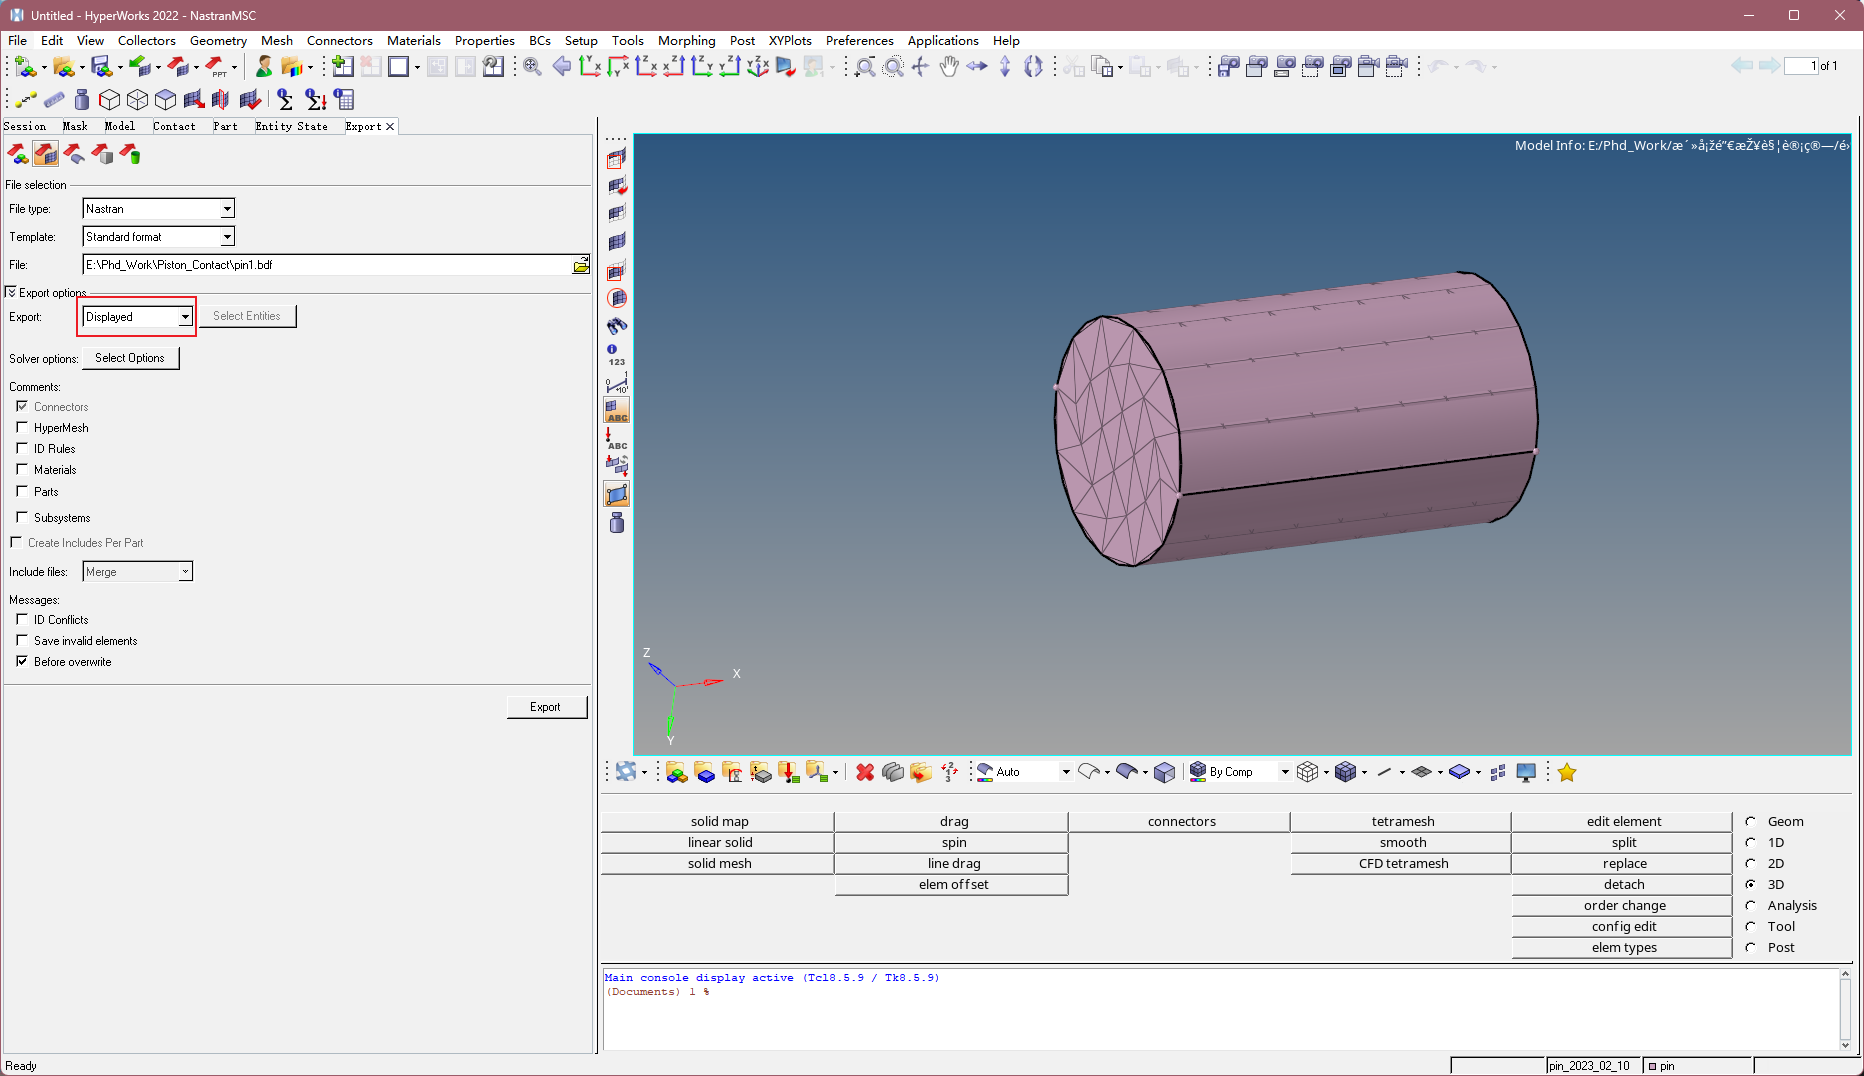 Untitled - HyperWorks 2022 - NastranMSC
File Edit View Collectors Geometry Mesh Connectors Materials Properties BCs Setup Tools Morphing Post XYPlots Preferences Applications Help
1 of 1
Session Mask Model Contact Part Entity State Export
File selection
File type: Nastran
Template: Standard format
File: E:\Phd_Work\Piston_Contact\pin1.bdf
Export options
Export: Displayed Select Entities
Solver options: Select Options
Comments:
Connectors
HyperMesh
ID Rules
Materials
Parts
Subsystems
Create Includes Per Part
Include files: Merge
Messages:
ID Conflicts
Save invalid elements
Before overwrite
Export
123
ABC
ABC
Model Info: E:/Phd_Work/
Z
X
Y
Auto
By Comp
solid map drag connectors tetramesh edit element Geom
linear solid spin smooth split 1D
solid mesh line drag CFD tetramesh replace 2D
elem offset detach 3D
order change Analysis
config edit Tool
elem types Post
Main console display active (Tcl8.5.9 / Tk8.5.9)
(Documents) 1 %
Ready
pin_2023_02_10 pin